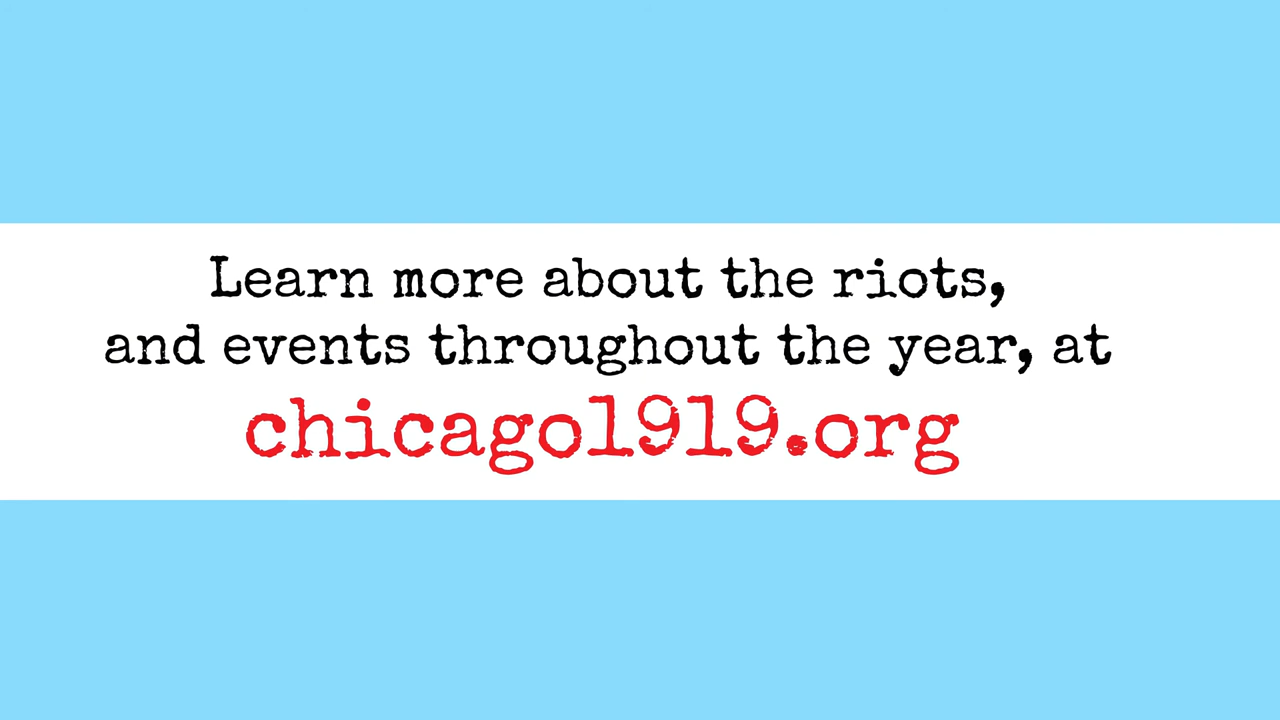 Learn more about the riots,
and events throughout the year, at
chicago1919.org